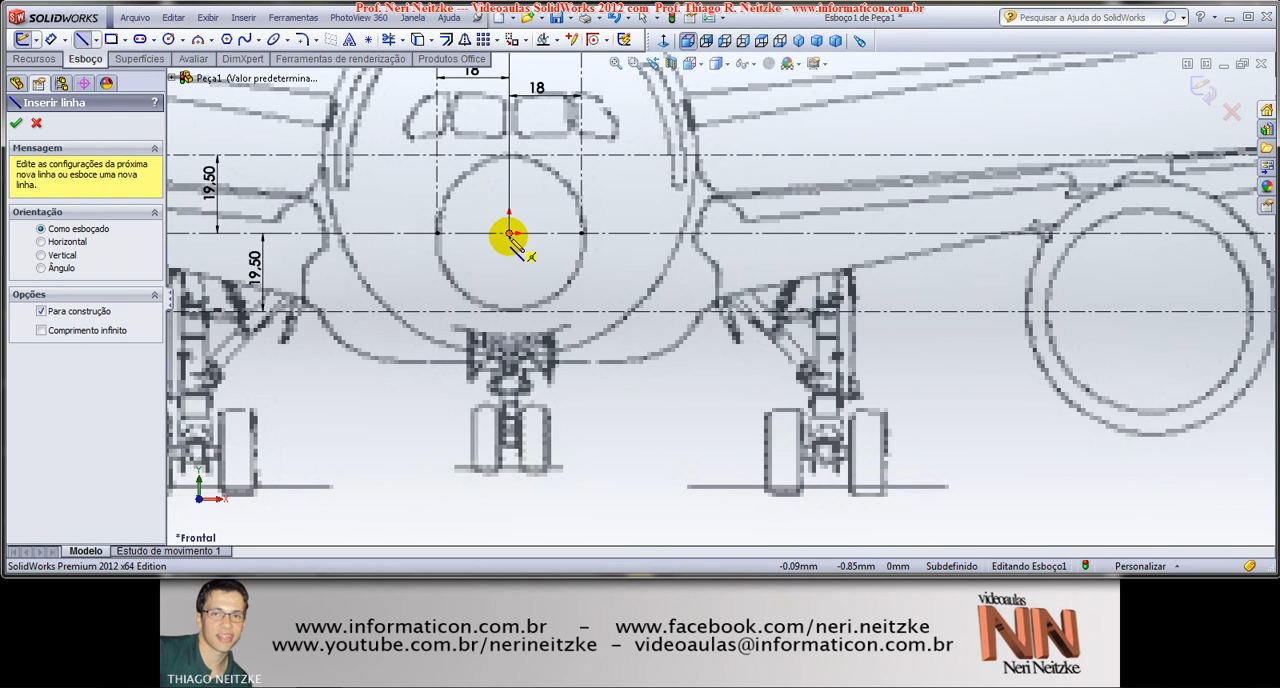 Prof. Neri Neitzke --- Videoaulas SolidWorks 2012 com Prof. Thiago R. Neitzke - www.informaticon.com.br
SOLIDWORKS
Arquivo Editar Exibir Inserir Ferramentas PhotoView 360 Janela Ajuda
Esboço1 de Peça1 *
Pesquisar a Ajuda do SolidWorks
Recursos Esboço Superfícies Avaliar DimXpert Ferramentas de renderização Produtos Office
Peça1 (Valor predetermina...
Inserir linha ?
Mensagem
Edite as configurações da próxima
nova linha ou esboce uma nova
linha.
Orientação
Como esboçado
Horizontal
Vertical
Ângulo
Opções
Para construção
Comprimento infinito
18
18
19,50
19,50
Y
X
*Frontal
Modelo Estudo de movimento 1
SolidWorks Premium 2012 x64 Edition
-0.09mm -0.85mm 0mm Subdefinido Editando Esboço1 Personalizar
www.informaticon.com.br - www.facebook.com/neri.neitzke
www.youtube.com.br/nerineitzke - videoaulas@informaticon.com.br
THIAGO NEITZKE
videoaulas
NN
Neri Neitzke